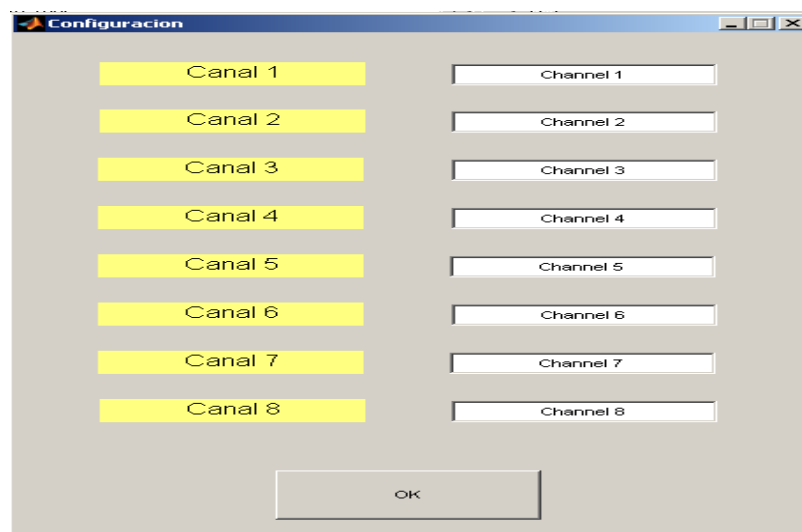 Configuracion
Canal 1 Channel 1
Canal 2 Channel 2
Canal 3 Channel 3
Canal 4 Channel 4
Canal 5 Channel 5
Canal 6 Channel 6
Canal 7 Channel 7
Canal 8 Channel 8
OK